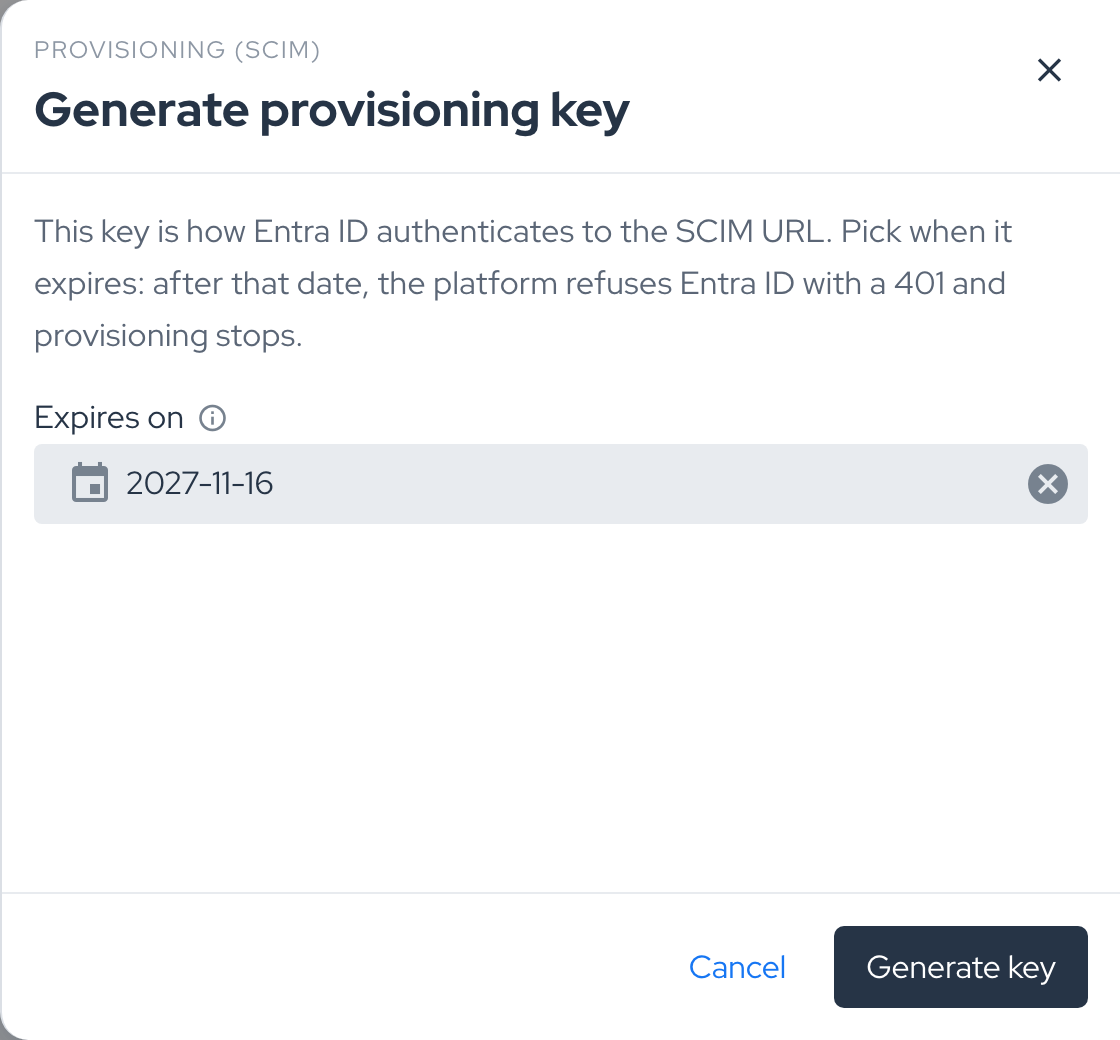 PROVISIONING (SCIM)
Generate provisioning key
This key is how Entra ID authenticates to the SCIM URL. Pick when it
expires: after that date, the platform refuses Entra ID with a 401 and
provisioning stops.
Expires on
2027-11-16
Cancel
Generate key